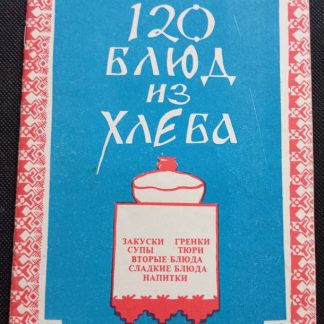 120
БЛЮД
ИЗ
ХЛЕБА
ЗАКУСКИ ГРЕНКИ
СУПЫ ТЮРИ
ВТОРЫЕ БЛЮДА
СЛАДКИЕ БЛЮДА
НАПИТКИ